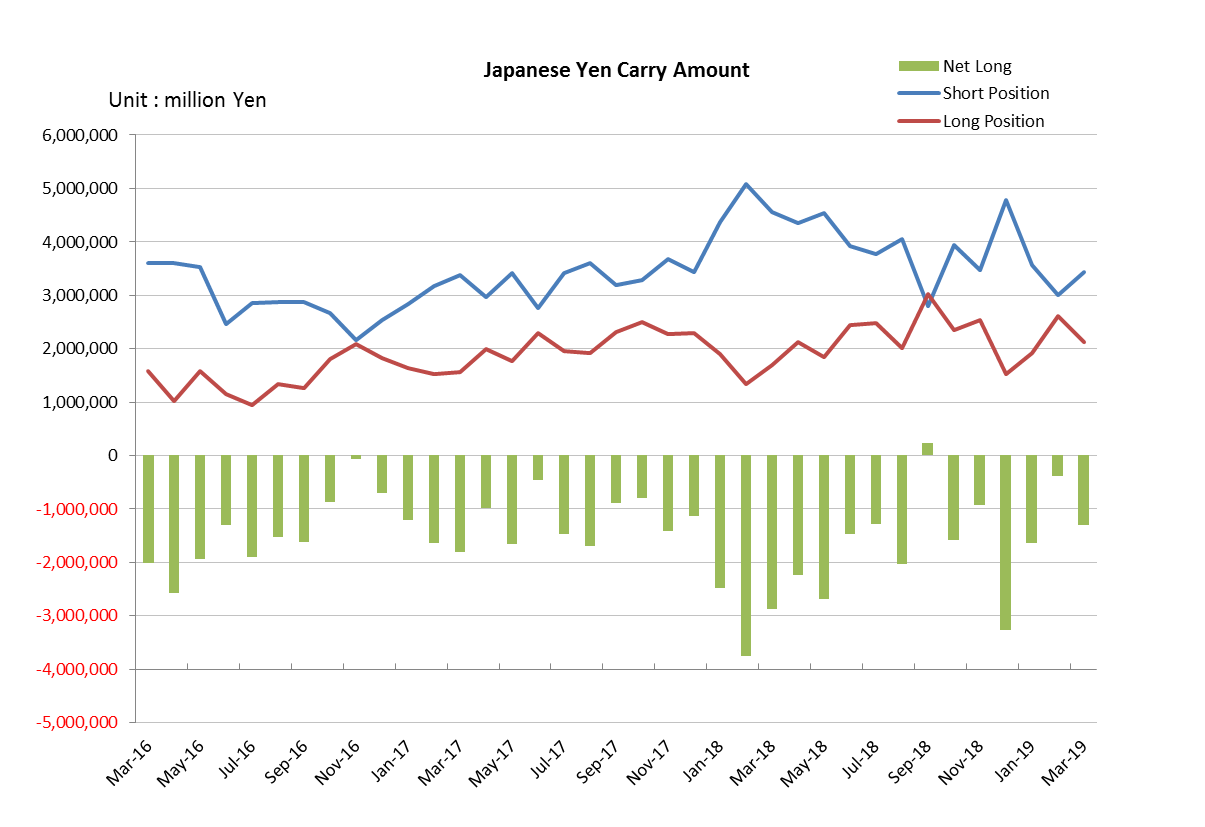 Japanese Yen Carry Amount
Net Long
Short Position
Long Position
Unit : million Yen
6,000,000
5,000,000
4,000,000
3,000,000
2,000,000
1,000,000
0
-1,000,000
-2,000,000
-3,000,000
-4,000,000
-5,000,000
Mar-16
May-16
Jul-16
Sep-16
Nov-16
Jan-17
Mar-17
May-17
Jul-17
Sep-17
Nov-17
Jan-18
Mar-18
May-18
Jul-18
Sep-18
Nov-18
Jan-19
Mar-19